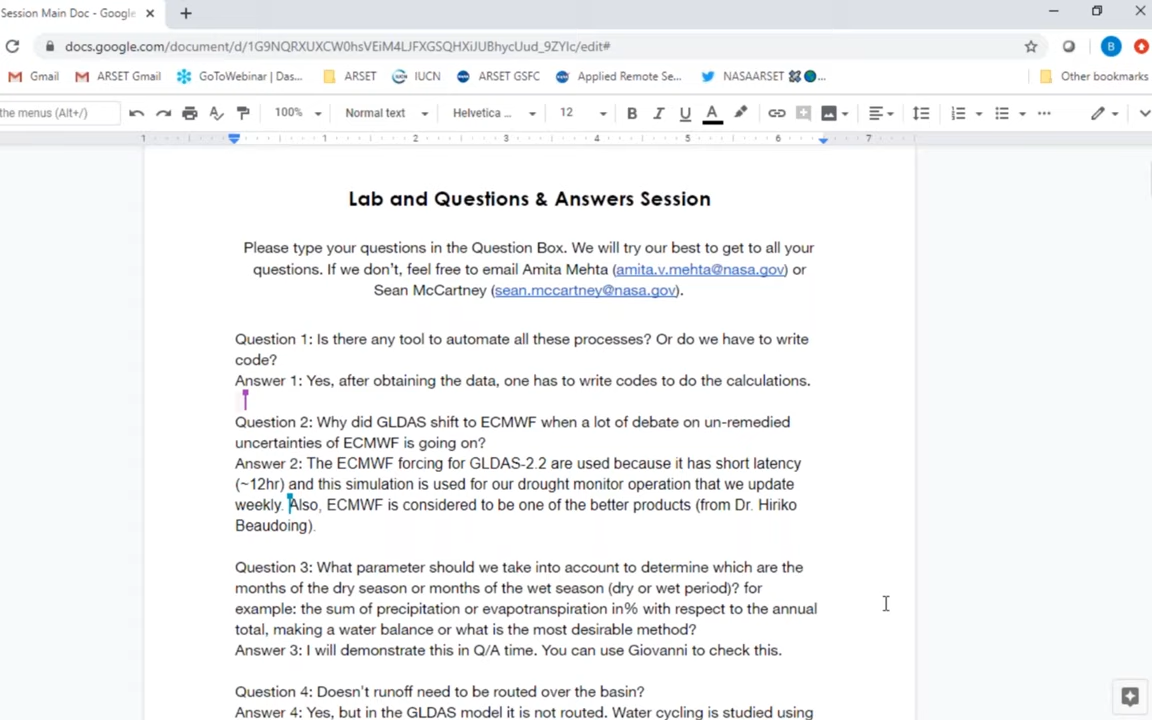 Session Main Doc - Google
docs.google.com/document/d/1G9NQRXUXCW0hsVEiM4LJFXGSQHXiJUBhycUud_9ZYIc/edit#
Gmail ARSET Gmail GoToWebinar | Das... ARSET IUCN ARSET GSFC Applied Remote Se... NASAARSET Other bookmarks
the menus (Alt+/) 100% Normal text Helvetica ... 12 B I U A
1 1 2 3 4 5 6 7
Lab and Questions & Answers Session
Please type your questions in the Question Box. We will try our best to get to all your
questions. If we don't, feel free to email Amita Mehta (amita.v.mehta@nasa.gov) or
Sean McCartney (sean.mccartney@nasa.gov).
Question 1: Is there any tool to automate all these processes? Or do we have to write
code?
Answer 1: Yes, after obtaining the data, one has to write codes to do the calculations.
Question 2: Why did GLDAS shift to ECMWF when a lot of debate on un-remedied
uncertainties of ECMWF is going on?
Answer 2: The ECMWF forcing for GLDAS-2.2 are used because it has short latency
(~12hr) and this simulation is used for our drought monitor operation that we update
weekly. Also, ECMWF is considered to be one of the better products (from Dr. Hiriko
Beaudoing).
Question 3: What parameter should we take into account to determine which are the
months of the dry season or months of the wet season (dry or wet period)? for
example: the sum of precipitation or evapotranspiration in% with respect to the annual
total, making a water balance or what is the most desirable method?
Answer 3: I will demonstrate this in Q/A time. You can use Giovanni to check this.
Question 4: Doesn't runoff need to be routed over the basin?
Answer 4: Yes, but in the GLDAS model it is not routed. Water cycling is studied using